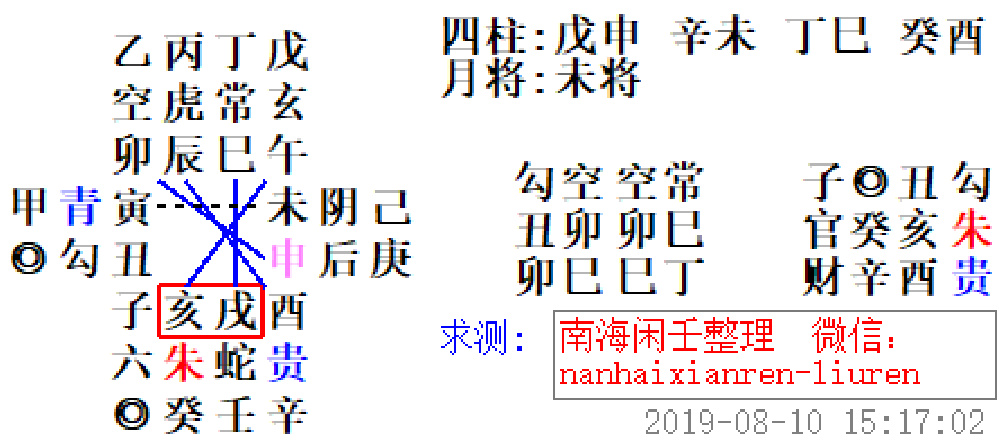 乙丙丁戊
空虎常玄
卯辰巳午
甲青寅 未阴己
◎勾丑 申后庚
子亥戌酉
六朱蛇贵
◎癸壬辛
四柱:戊申 辛未 丁巳 癸酉
月将:未将
勾空空常
丑卯卯巳
卯巳巳丁
子◎丑勾
官癸亥朱
财辛酉贵
求测: 南海闲壬整理 微信:
nanhaixianren-liuren
2019-08-10 15:17:02